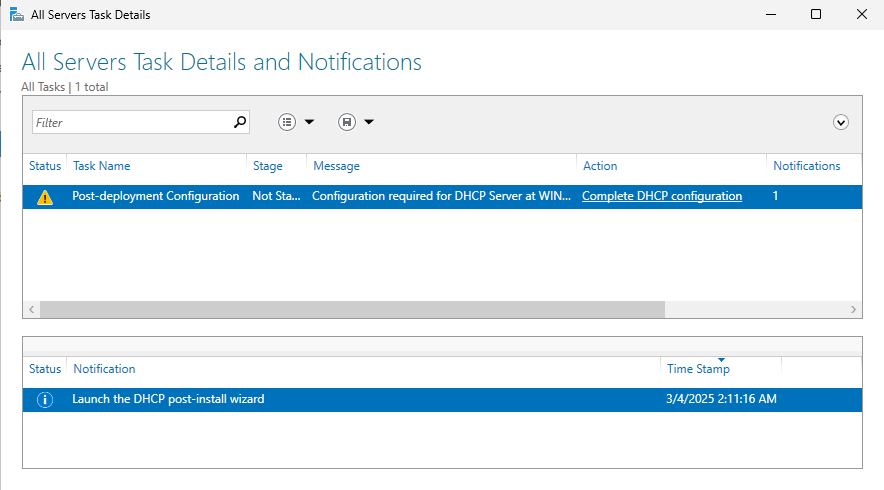 All Servers Task Details
All Servers Task Details and Notifications
All Tasks | 1 total
Filter
Status Task Name Stage Message Action Notifications
Post-deployment Configuration Not Sta... Configuration required for DHCP Server at WIN... Complete DHCP configuration 1
Status Notification Time Stamp
Launch the DHCP post-install wizard 3/4/2025 2:11:16 AM